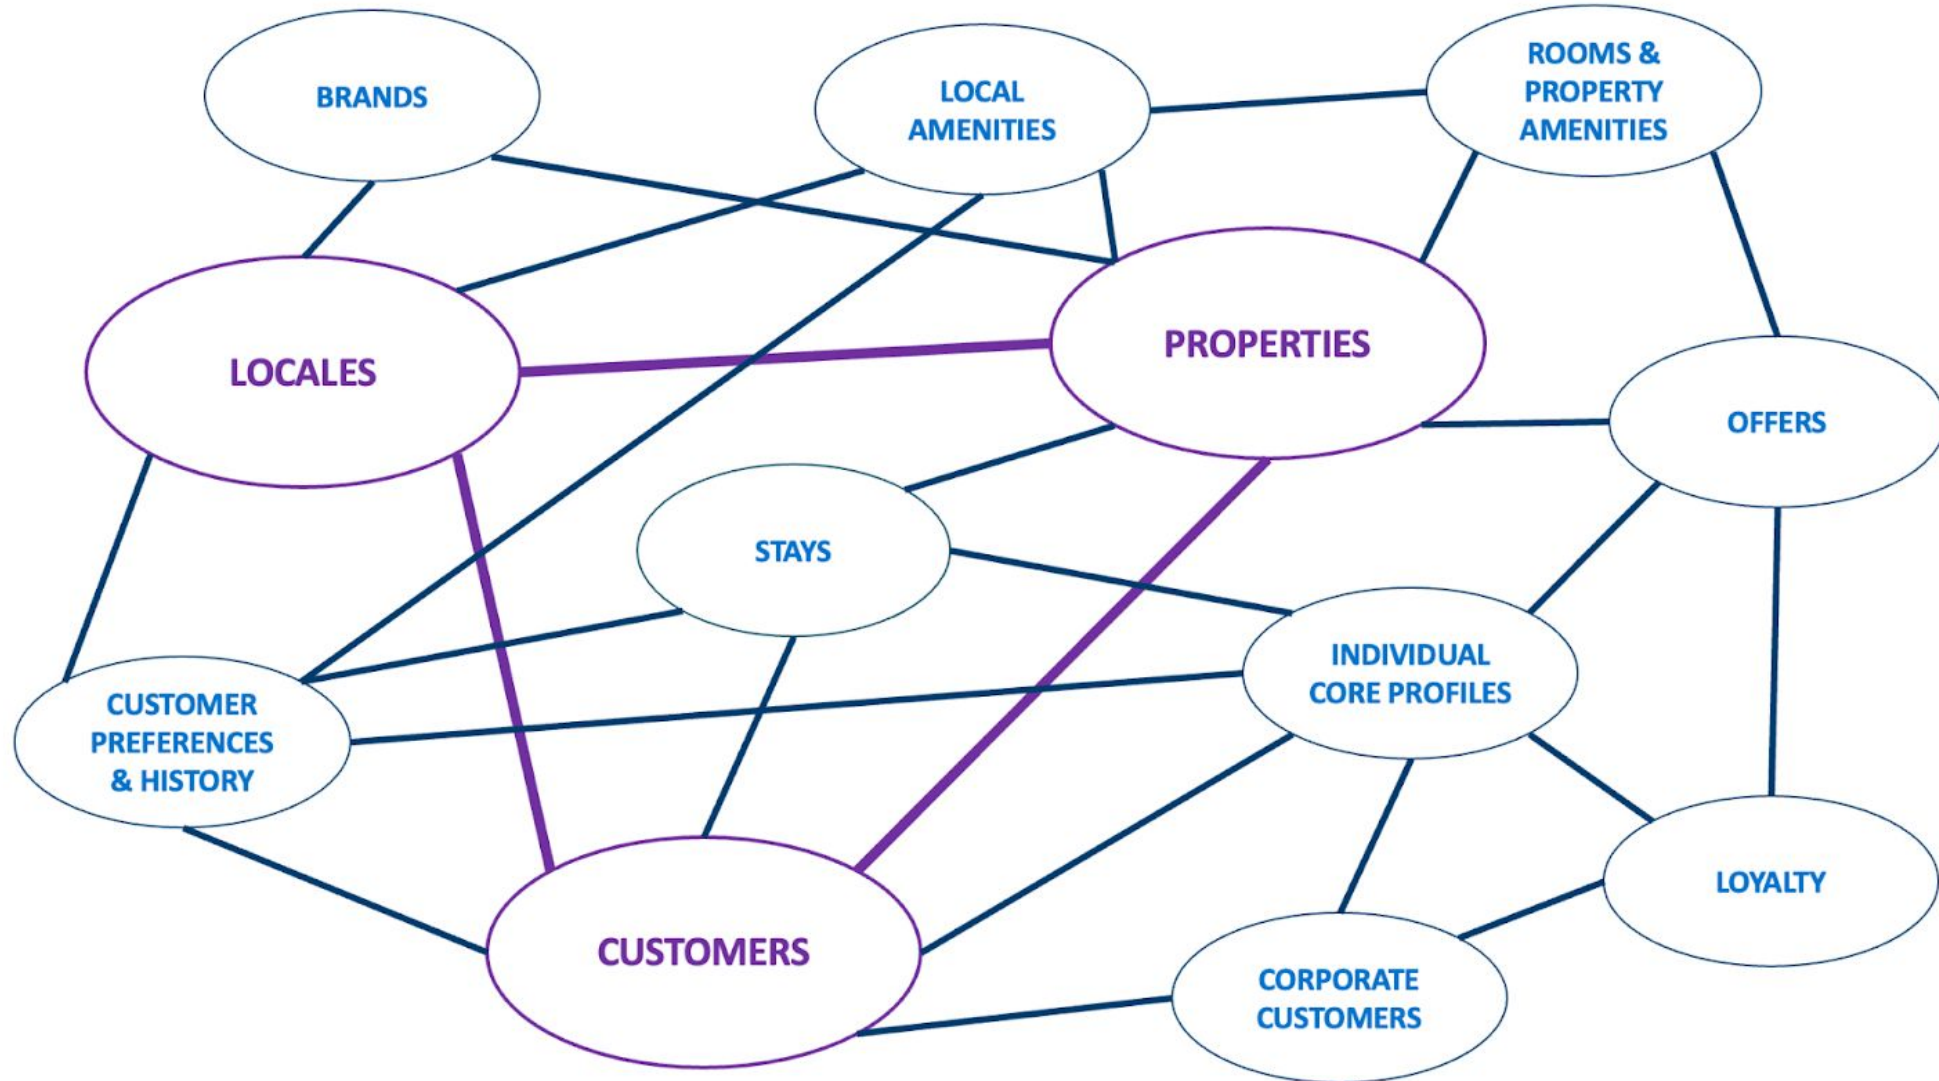 BRANDS
LOCAL
AMENITIES
ROOMS &
PROPERTY
AMENITIES
LOCALES
PROPERTIES
OFFERS
STAYS
INDIVIDUAL
CORE PROFILES
CUSTOMER
PREFERENCES
& HISTORY
LOYALTY
CUSTOMERS
CORPORATE
CUSTOMERS